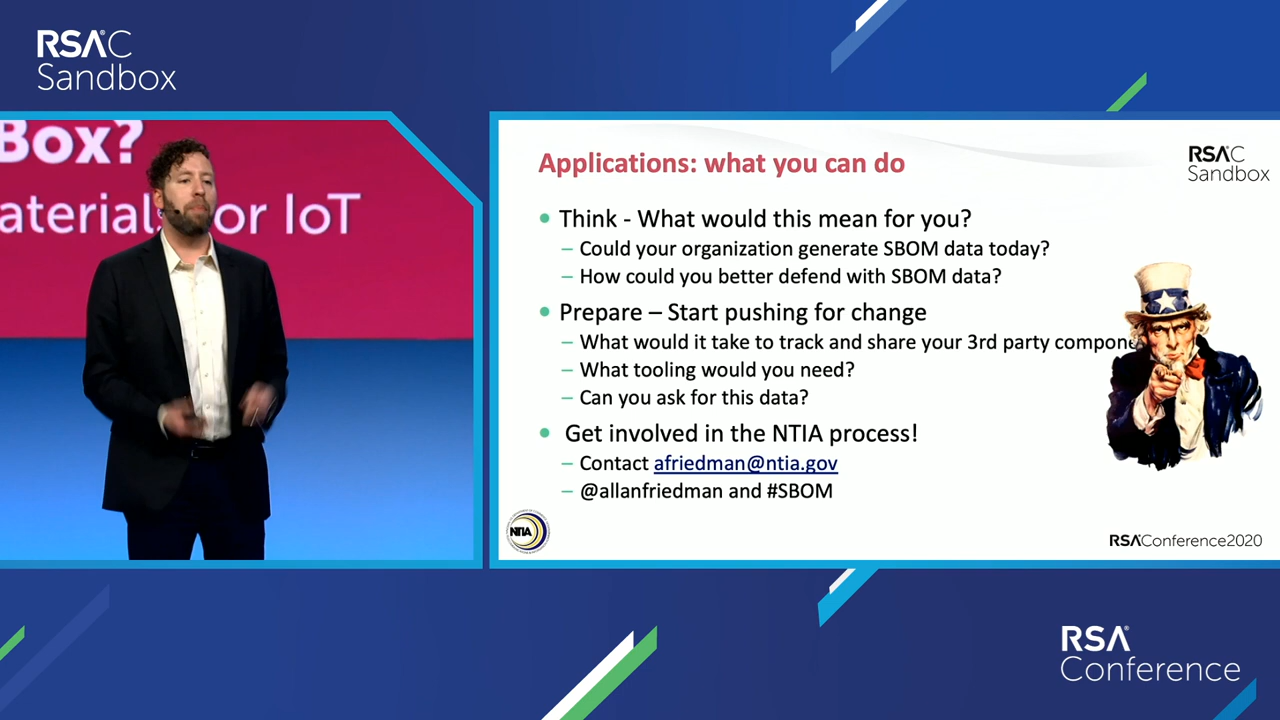 RSAC
Sandbox
Box?
aterials for IoT
Applications: what you can do
RSAC
Sandbox
• Think - What would this mean for you?
– Could your organization generate SBOM data today?
– How could you better defend with SBOM data?
• Prepare – Start pushing for change
– What would it take to track and share your 3rd party compone
– What tooling would you need?
– Can you ask for this data?
• Get involved in the NTIA process!
– Contact afriedman@ntia.gov
– @allanfriedman and #SBOM
NTIA
RSAConference2020
RSA
Conference